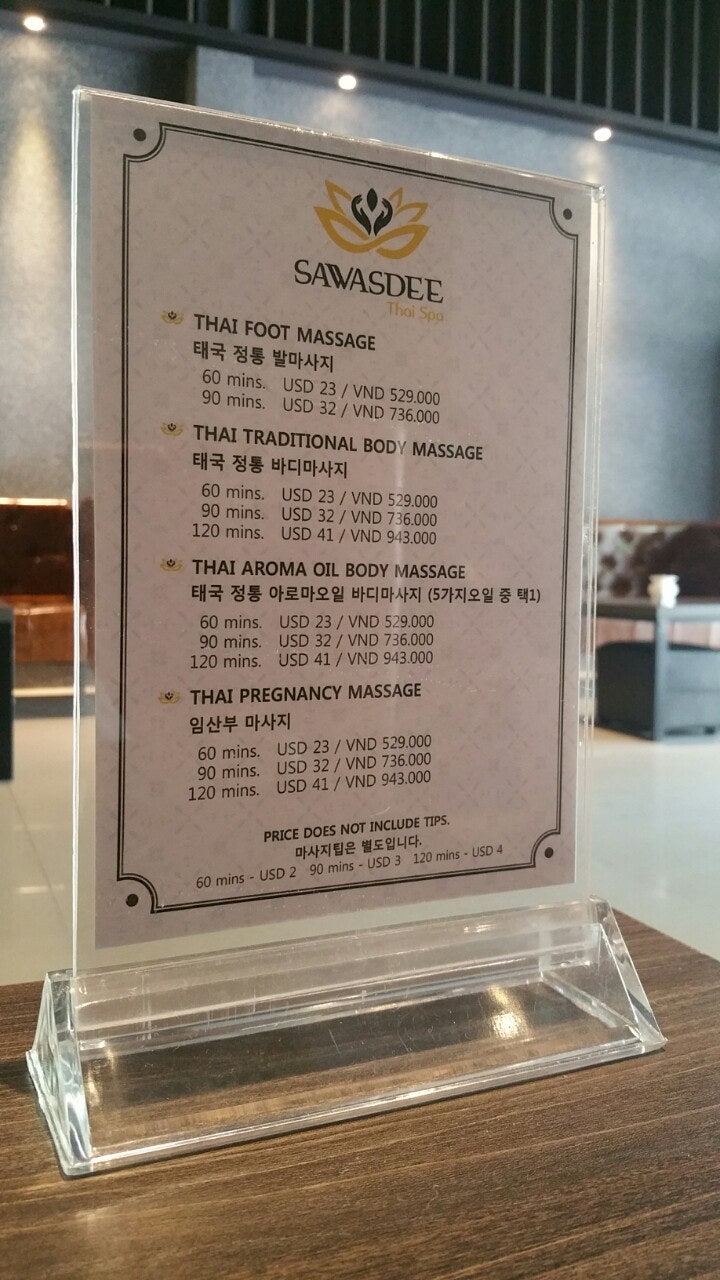 SAWASDEE
Thai Spa
THAI FOOT MASSAGE
태국 정통 발마사지
60 mins. USD 23 / VND 529.000
90 mins. USD 32 / VND 736.000
THAI TRADITIONAL BODY MASSAGE
태국 정통 바디마사지
60 mins. USD 23 / VND 529.000
90 mins. USD 32 / VND 736.000
120 mins. USD 41 / VND 943.000
THAI AROMA OIL BODY MASSAGE
태국 정통 아로마오일 바디마사지 (5가지오일 중 택1)
60 mins. USD 23 / VND 529.000
90 mins. USD 32 / VND 736.000
120 mins. USD 41 / VND 943.000
THAI PREGNANCY MASSAGE
임산부 마사지
60 mins. USD 23 / VND 529.000
90 mins. USD 32 / VND 736.000
120 mins. USD 41 / VND 943.000
PRICE DOES NOT INCLUDE TIPS.
마사지팁은 별도입니다.
60 mins - USD 2 90 mins - USD 3 120 mins - USD 4